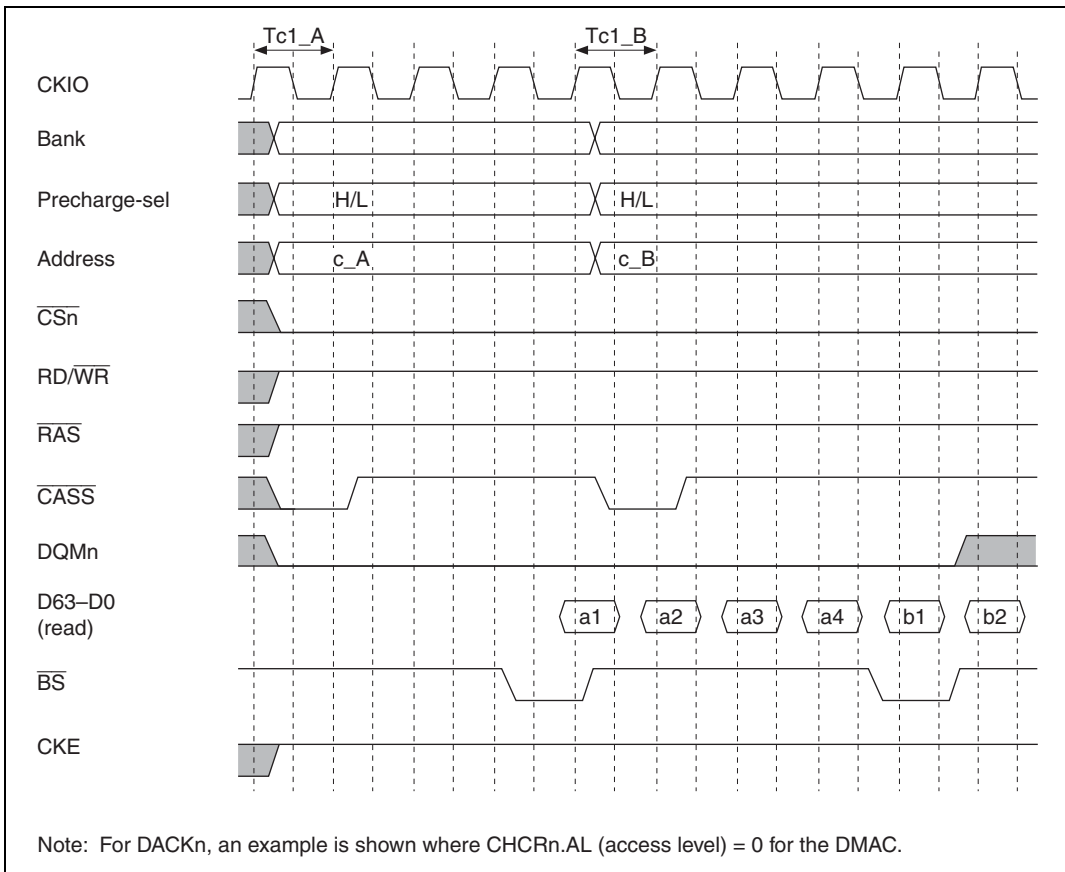 Tc1_A Tc1_B
CKIO
Bank
Precharge-sel H/L H/L
Address c_A c_B
CSn
RD/WR
RAS
CASS
DQMn
D63–D0
(read) a1 a2 a3 a4 b1 b2
BS
CKE
Note: For DACKn, an example is shown where CHCRn.AL (access level) = 0 for the DMAC.